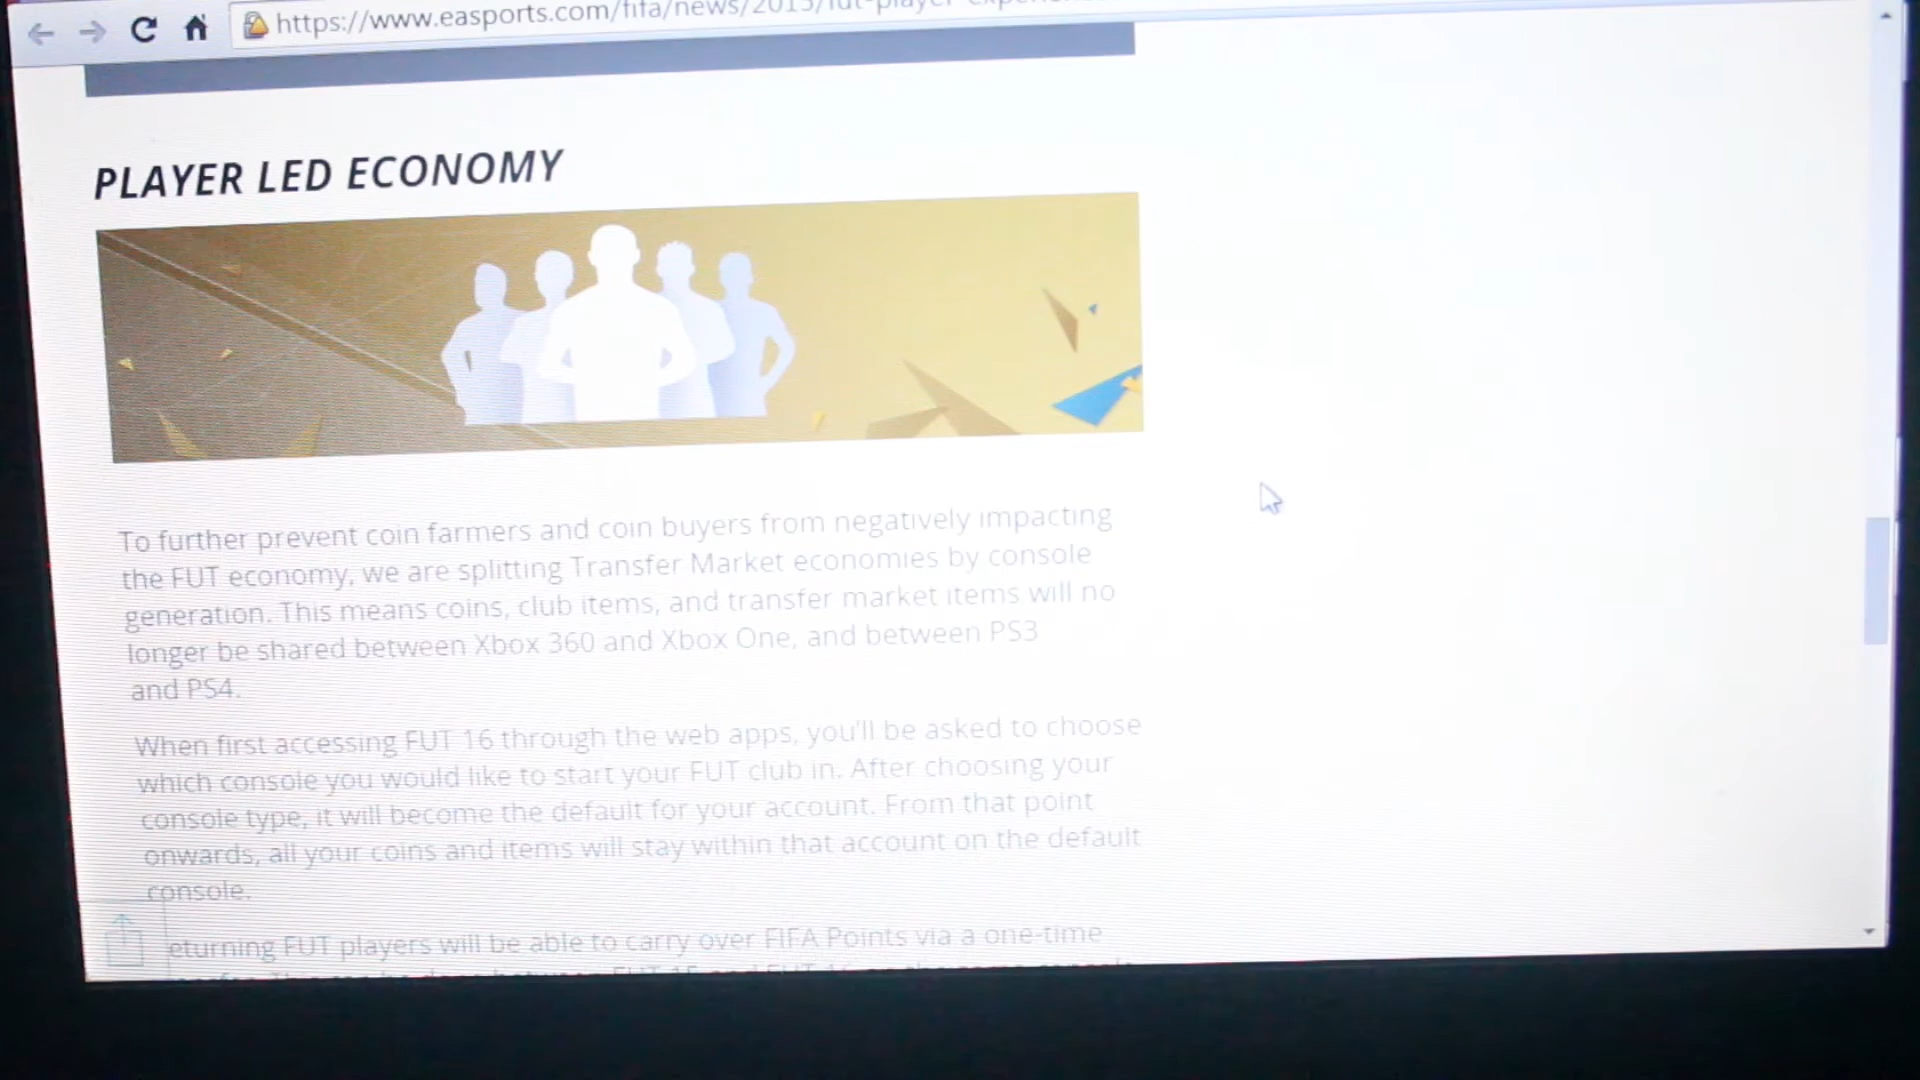 https://www.easports.com/fifa/news/2015/fut-player-experie
PLAYER LED ECONOMY
To further prevent coin farmers and coin buyers from negatively impacting
the FUT economy, we are splitting Transfer Market economies by console
generation. This means coins, club items, and transfer market items will no
longer be shared between Xbox 360 and Xbox One, and between PS3
and PS4.
When first accessing FUT 16 through the web apps, you'll be asked to choose
which console you would like to start your FUT club in. After choosing your
console type, it will become the default for your account. From that point
onwards, all your coins and items will stay within that account on the default
console.
eturning FUT players will be able to carry over FIFA Points via a one-time